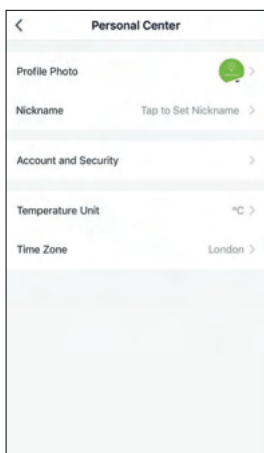 Personal Center
Profile Photo
Nickname Tap to Set Nickname
Account and Security
Temperature Unit °C
Time Zone London